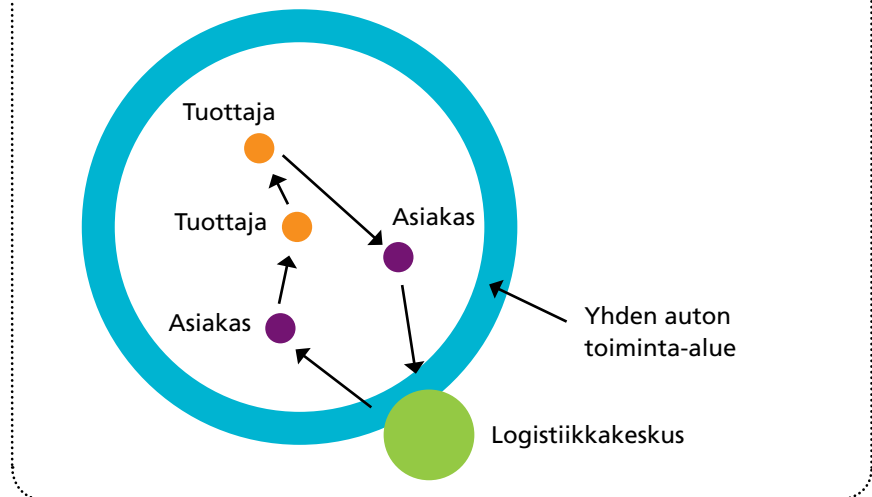 Tuottaja
Tuottaja
Asiakas
Asiakas
Yhden auton
toiminta-alue
Logistiikkakeskus